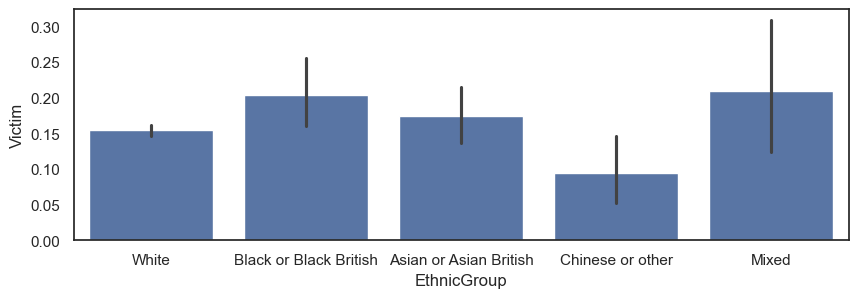 Victim
0.30
0.25
0.20
0.15
0.10
0.05
0.00
White Black or Black British Asian or Asian British Chinese or other Mixed
EthnicGroup